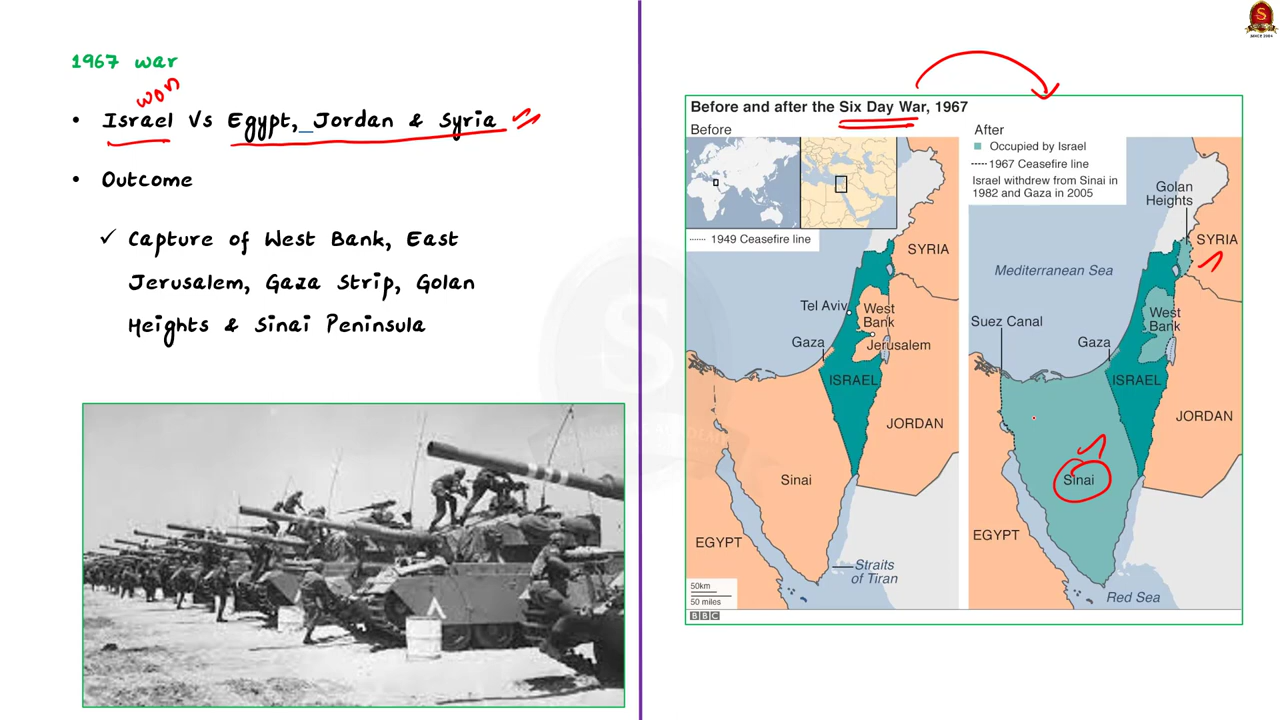 1967 war
won
• Israel Vs Egypt, Jordan & Syria
• Outcome
✓ Capture of West Bank, East
Jerusalem, Gaza Strip, Golan
Heights & Sinai Peninsula
Before and after the Six Day War, 1967
Before
1949 Ceasefire line
SYRIA
Tel Aviv
West
Bank
Jerusalem
Gaza
ISRAEL
JORDAN
Sinai
EGYPT
Straits
of Tiran
50km
50 miles
BBC
After
Occupied by Israel
1967 Ceasefire line
Israel withdrew from Sinai in
1982 and Gaza in 2005
Golan
Heights
SYRIA
Mediterranean Sea
Suez Canal
West
Bank
Gaza
ISRAEL
JORDAN
Sinai
EGYPT
Red Sea
SINCE 2004